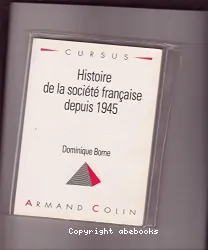 CURSUS
Histoire
de la société française
depuis 1945
Dominique Borne
ARMAND COLIN
Copyright@abebooks